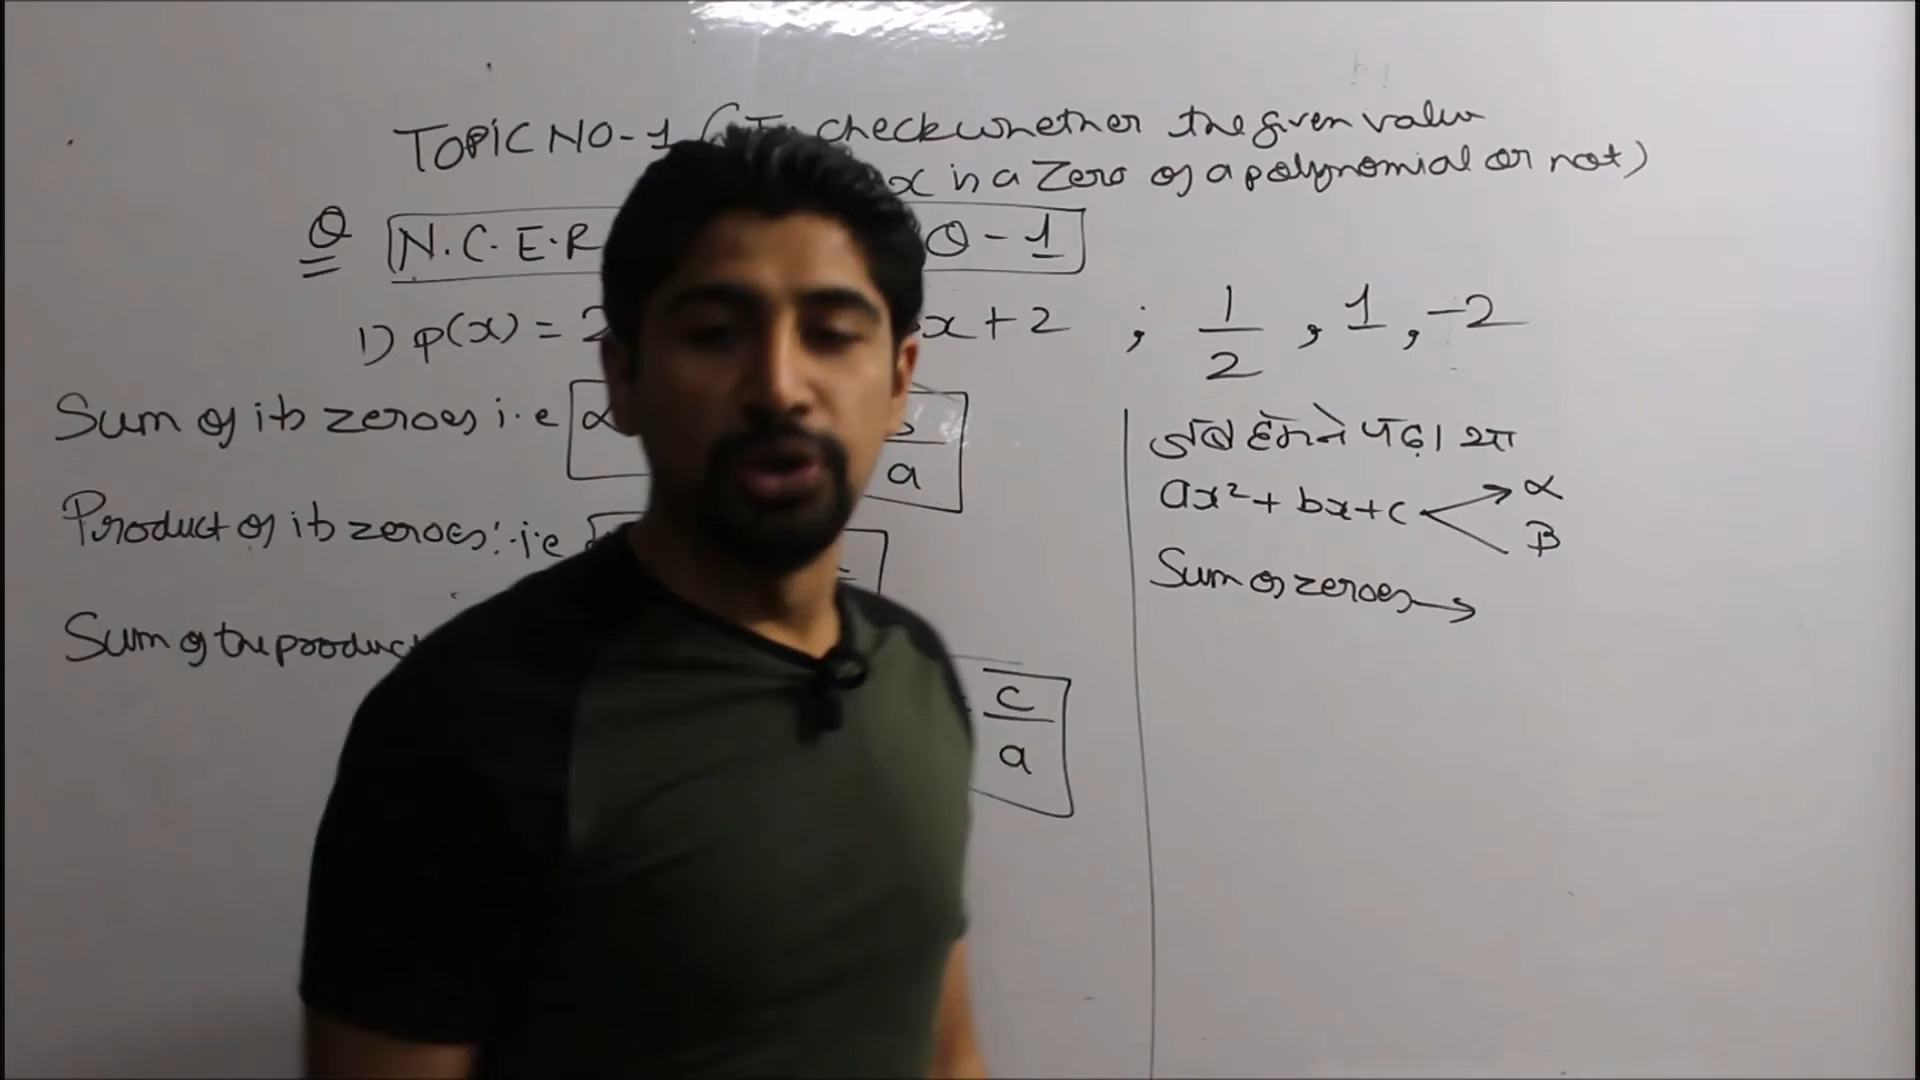 TOPIC NO-1 ( To check whether the given value
x is a Zero of a polynomial or not)
Q N.C.E.R Q-1
1) p(x) = 2 x+2 ; 1/2 , 1 , -2
Sum of its zeroes i.e α a
Product of its zeroes: i.e
Sum of the product c/a
जब हमने पढ़ा था
ax²+bx+c α
β
Sum of zeroes →